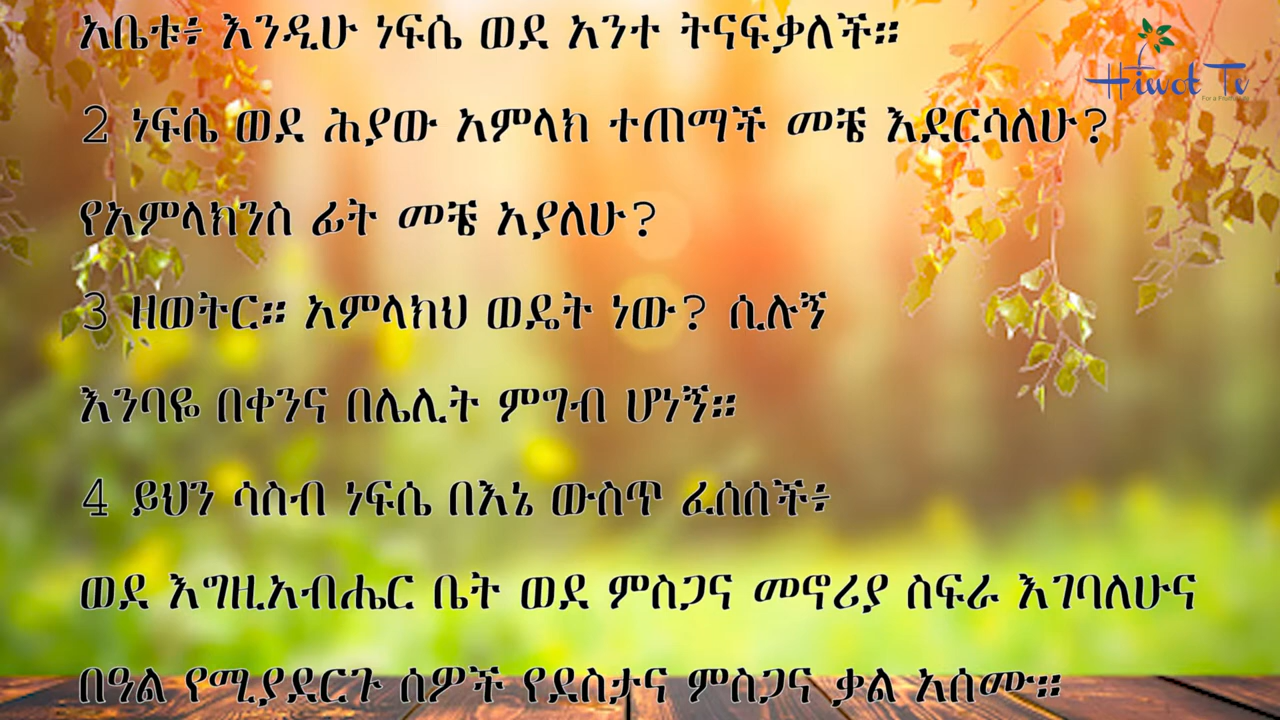 አቤቱ፥ እንዲሁ ነፍሴ ወደ አንተ ትናፍቃለች።
Hiwot Tv
2 ነፍሴ ወደ ሕያው አምላክ ተጠማች መቼ እደርሳለሁ?
የአምላክንስ ፊት መቼ አያለሁ?
3 ዘወትር። አምላክህ ወዴት ነው? ሲሉኝ
እንባዬ በቀንና በሌሊት ምግብ ሆነኝ።
4 ይህን ሳስብ ነፍሴ በእኔ ውስጥ ፈሰሰች፥
ወደ እግዚአብሔር ቤት ወደ ምስጋና መኖሪያ ስፍራ እገባለሁና
በዓል የሚያደርጉ ሰዎች የደስታና ምስጋና ቃል አሰሙ።